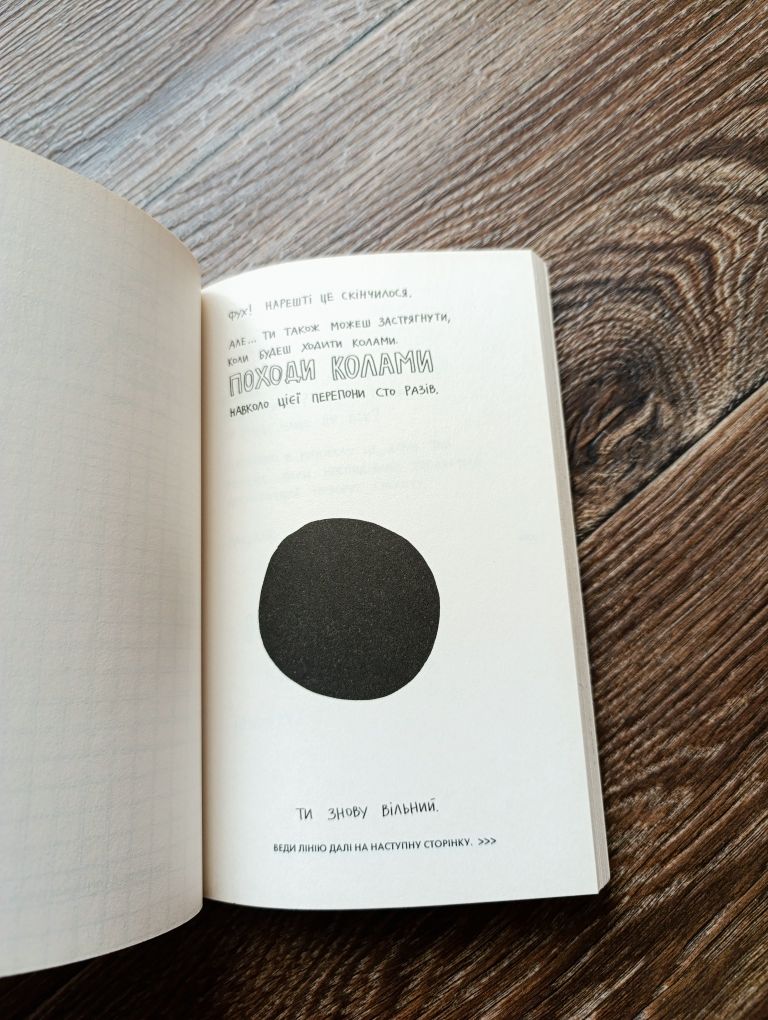 ФУХ! НАРЕШТІ ЦЕ СКІНЧИЛОСЯ.
АЛЕ... ТИ ТАКОЖ МОЖЕШ ЗАСТРЯГНУТИ,
КОЛИ БУДЕШ ХОДИТИ КОЛАМИ.
ПОХОДИ КОЛАМИ
НАВКОЛО ЦІЄЇ ПЕРЕПОНИ СТО РАЗІВ.
ТИ ЗНОВУ ВІЛЬНИЙ.
ВЕДИ ЛІНІЮ ДАЛІ НА НАСТУПНУ СТОРІНКУ. >>>